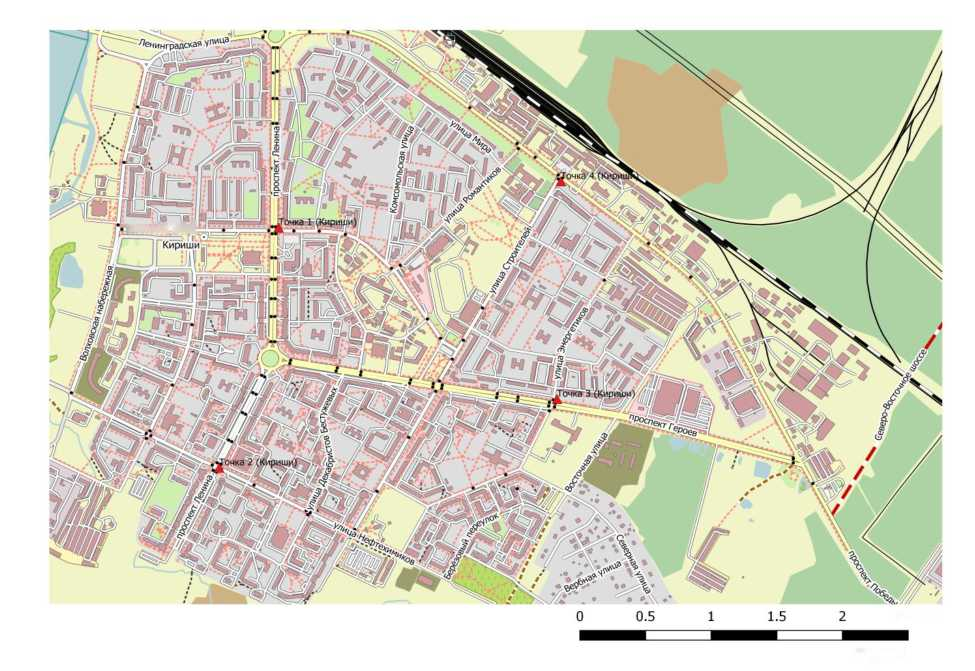 Ленинградская улица
проспект Ленина
Комсомольская улица
улица Мира
улица Романтиков
Точка 4 (Кириши)
Точка 1 (Кириши)
Кириши
улица Строителей
Волховская набережная
улица Энергетиков
Северо-Восточное шоссе
Точка 3 (Кириши)
проспект Героев
улица Декабристов Бестужевых
Восточная улица
Точка 2 (Кириши)
проспект Ленина
улица Нефтехимиков
Берёзовый переулок
Северная улица
Вербная улица
проспект Победы
0 0.5 1 1.5 2